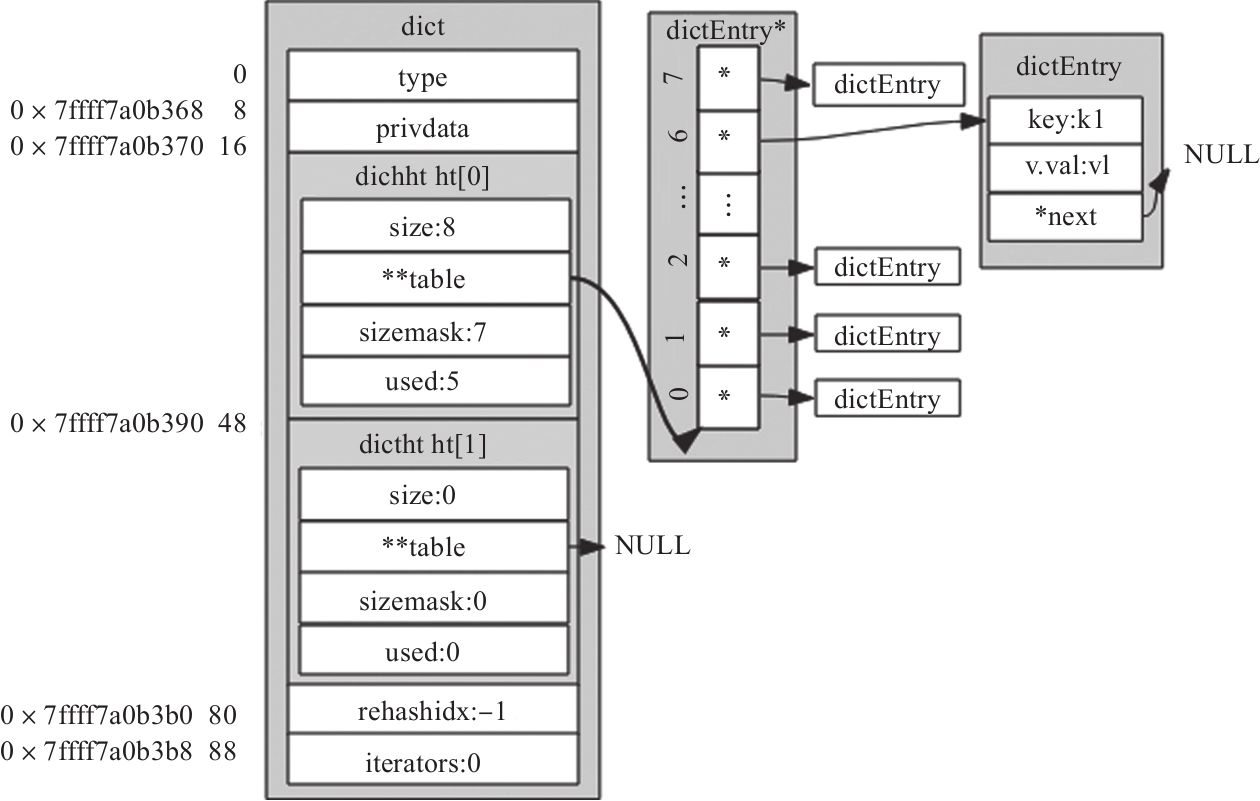 dict
0
type
0 × 7ffff7a0b368 8
privdata
0 × 7ffff7a0b370 16
dichht ht[0]
size:8
**table
sizemask:7
used:5
0 × 7ffff7a0b390 48
dictht ht[1]
size:0
**table
NULL
sizemask:0
used:0
0 × 7ffff7a0b3b0 80
rehashidx:–1
0 × 7ffff7a0b3b8 88
iterators:0
dictEntry*
7
*
dictEntry
6
*
...
⋮
2
*
dictEntry
1
*
dictEntry
0
*
dictEntry
dictEntry
key:k1
v.val:vl
*next
NULL